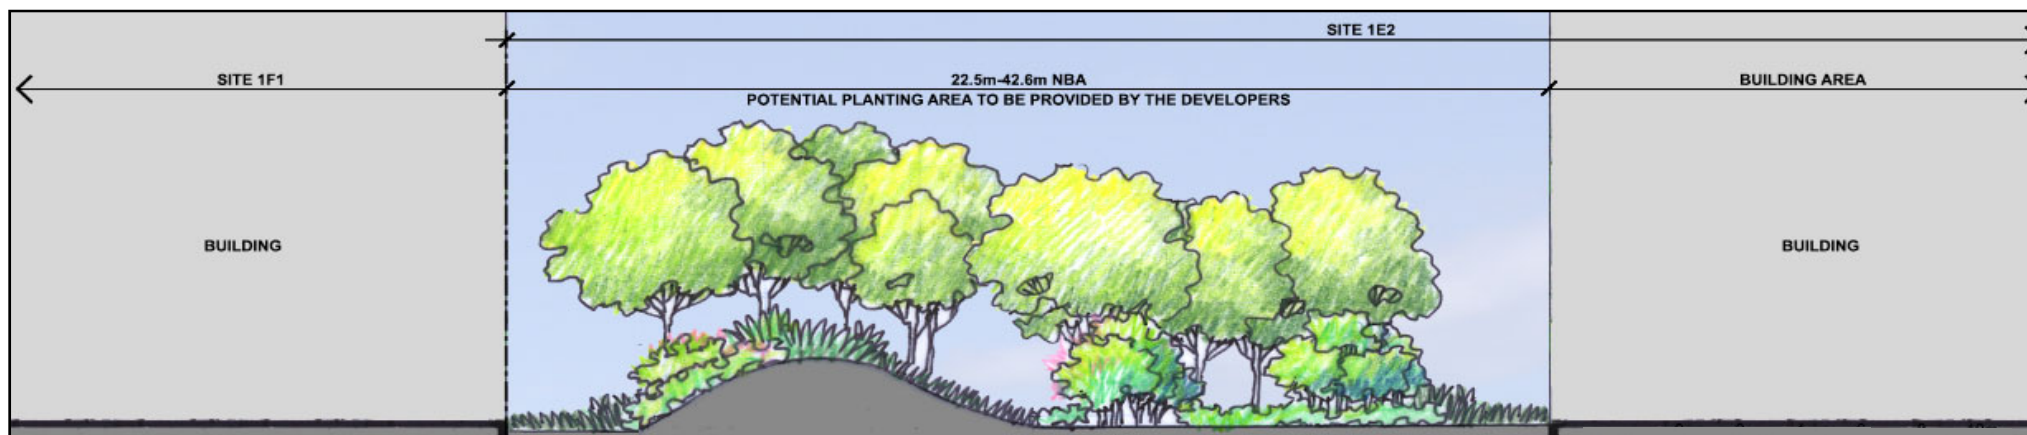 SITE 1E2
SITE 1F1
22.5m-42.6m NBA
BUILDING AREA
POTENTIAL PLANTING AREA TO BE PROVIDED BY THE DEVELOPERS
BUILDING
BUILDING